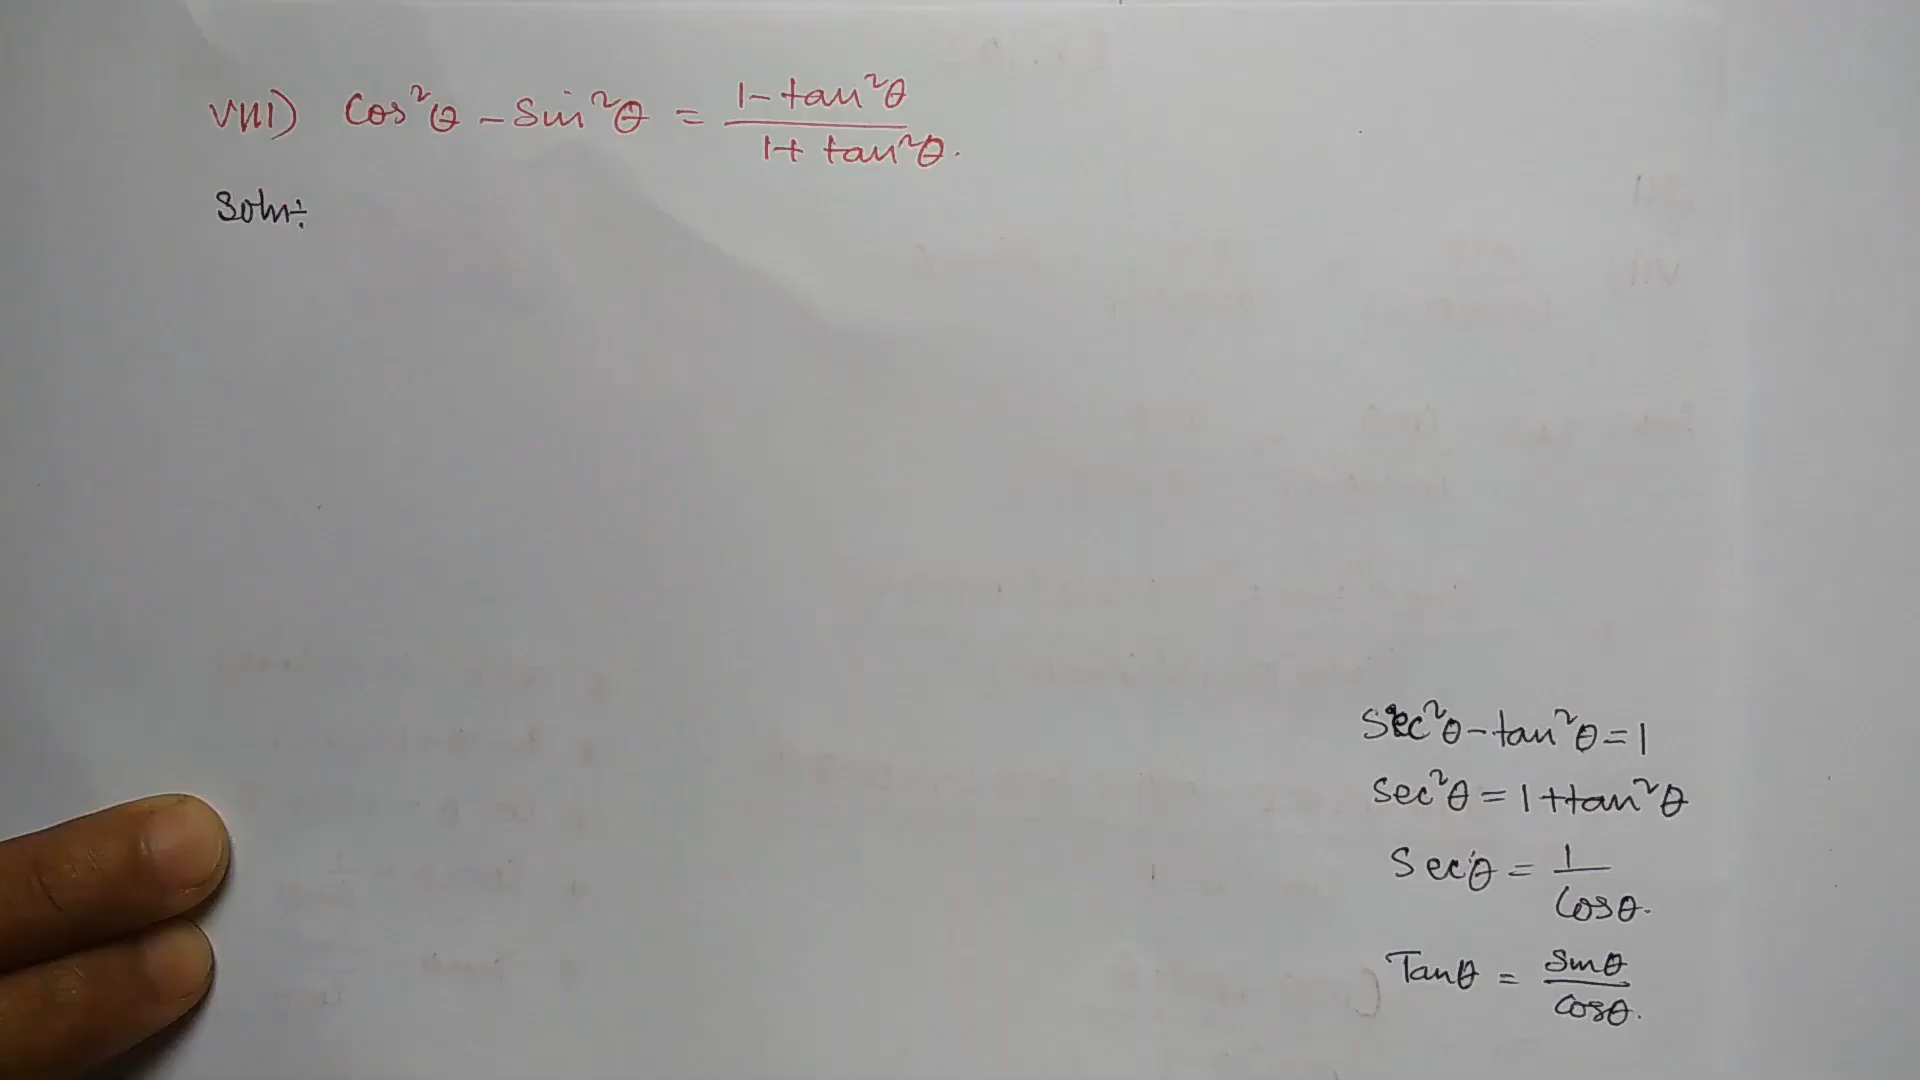 viii) Cos²θ - Sin²θ = 1 - tan²θ / 1 + tan²θ.
Soln:
Sec²θ - tan²θ = 1
Sec²θ = 1 + tan²θ
Secθ = 1 / Cosθ.
Tanθ = Sinθ / Cosθ.